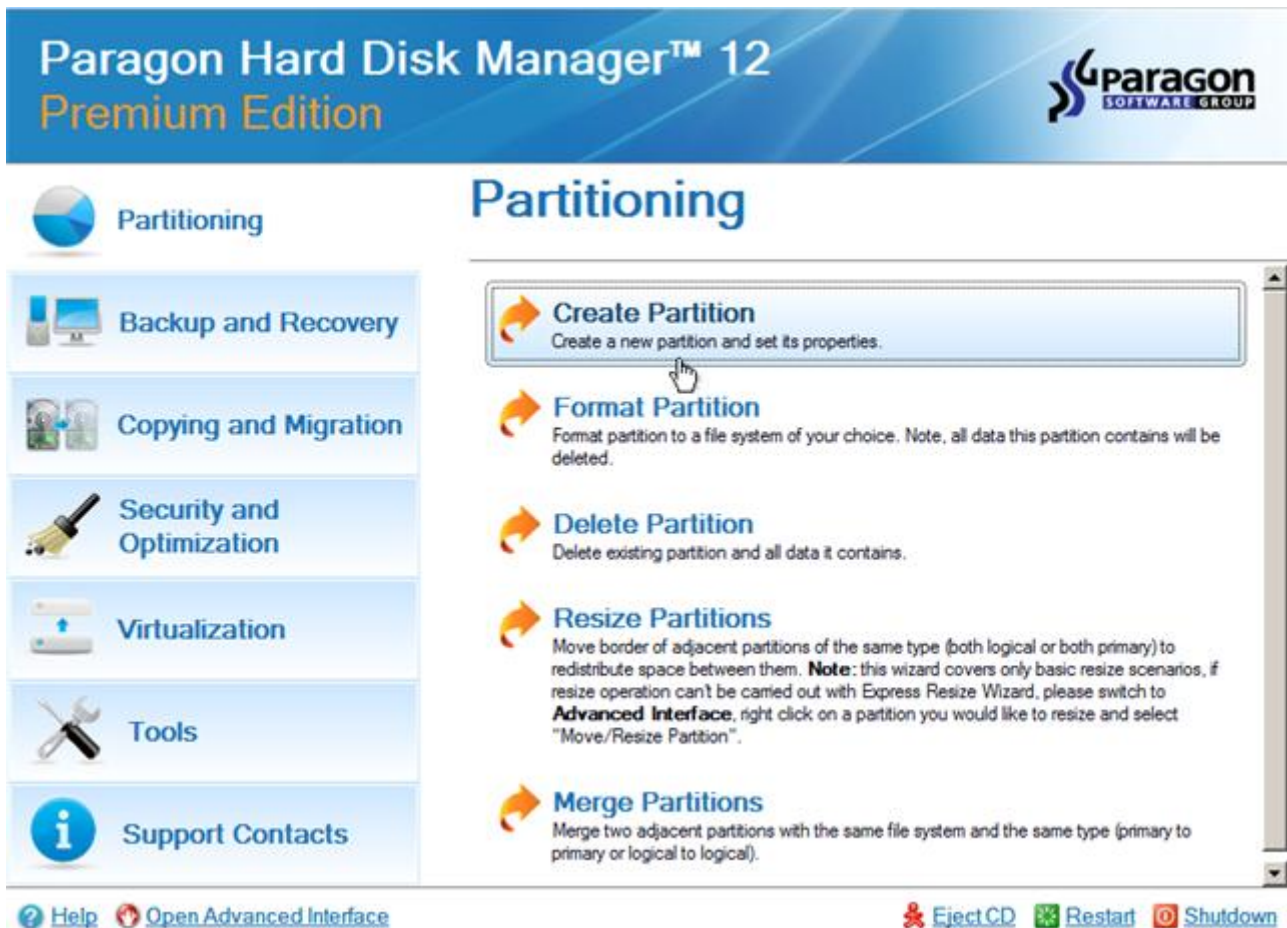 Paragon Hard Disk Manager™ 12
Premium Edition
Paragon
SOFTWARE GROUP
Partitioning
Backup and Recovery
Copying and Migration
Security and
Optimization
Virtualization
Tools
Support Contacts
Partitioning
Create Partition
Create a new partition and set its properties.
Format Partition
Format partition to a file system of your choice. Note, all data this partition contains will be
deleted.
Delete Partition
Delete existing partition and all data it contains.
Resize Partitions
Move border of adjacent partitions of the same type (both logical or both primary) to
redistribute space between them. Note: this wizard covers only basic resize scenarios, if
resize operation can't be carried out with Express Resize Wizard, please switch to
Advanced Interface, right click on a partition you would like to resize and select
"Move/Resize Partition".
Merge Partitions
Merge two adjacent partitions with the same file system and the same type (primary to
primary or logical to logical).
Help Open Advanced Interface Eject CD Restart Shutdown